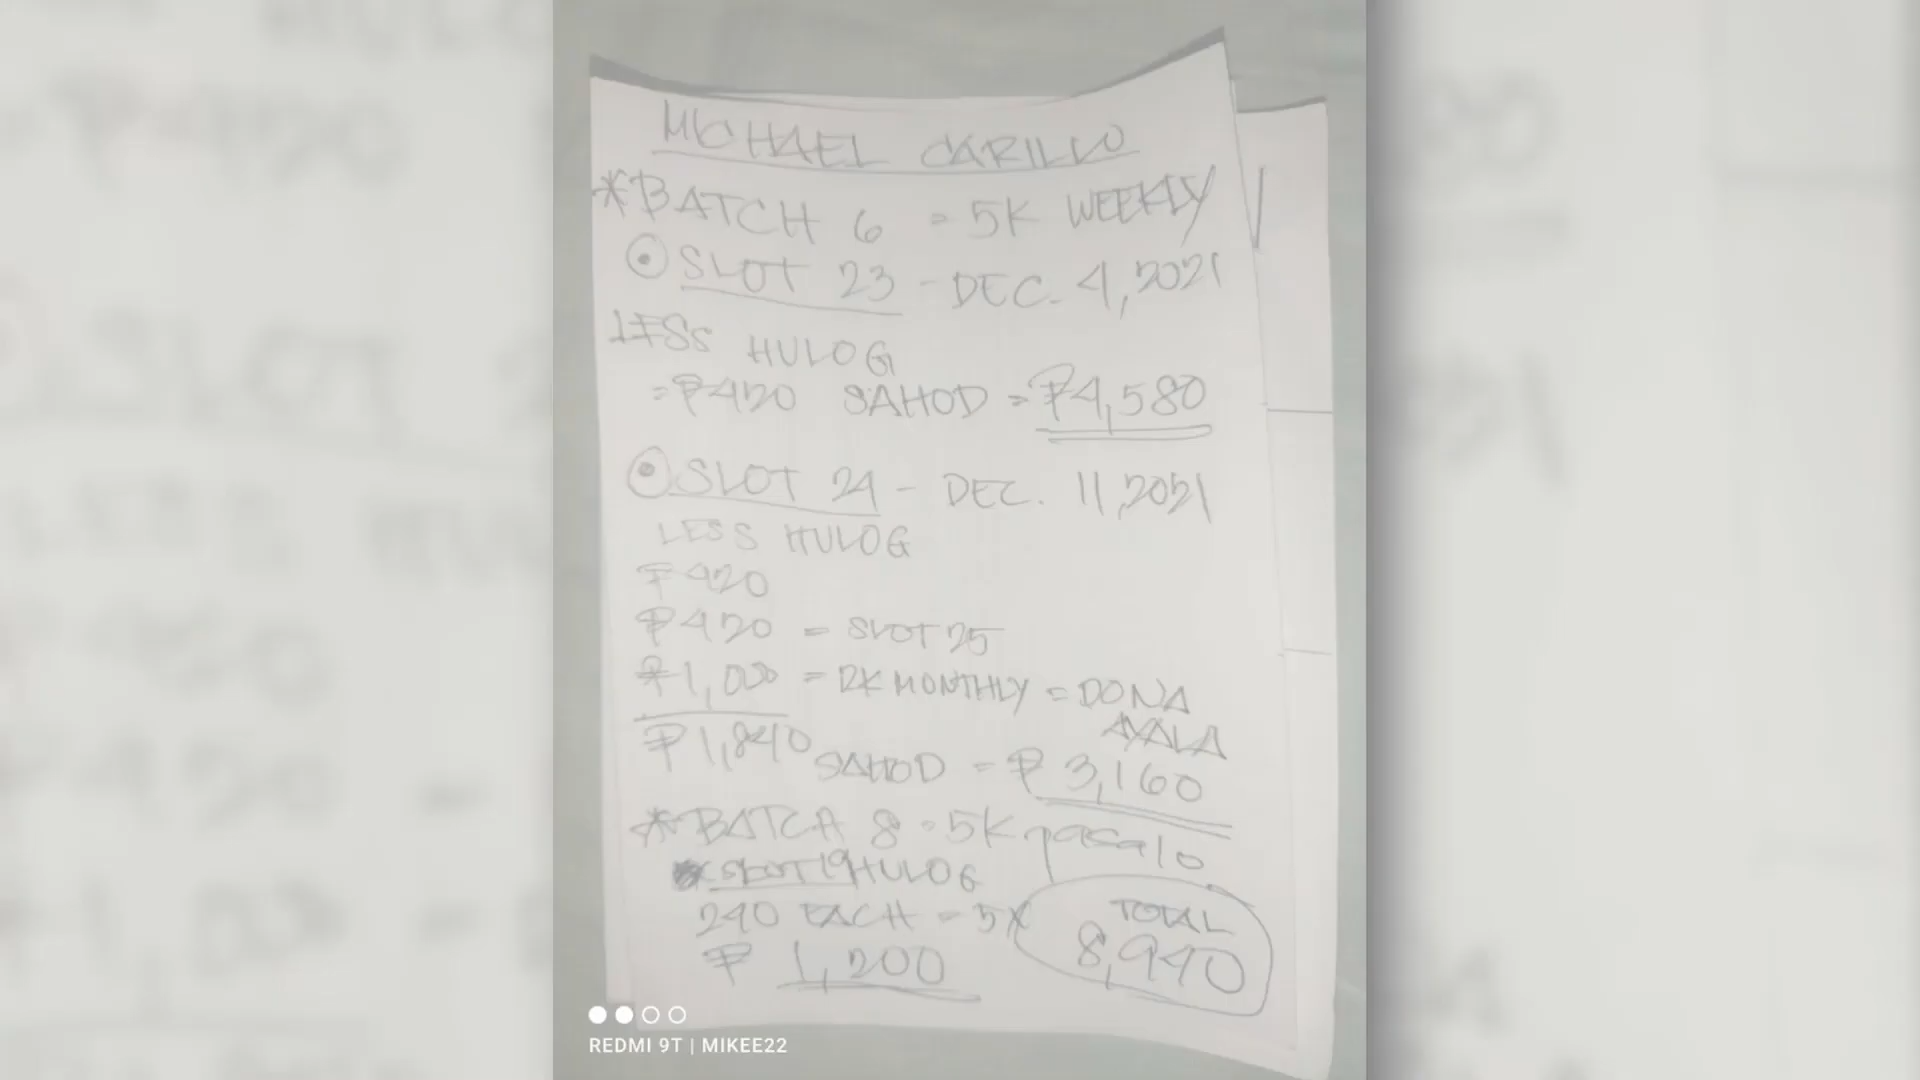 MICHAEL CARILLO
*BATCH 6 = 5K WEEKLY
SLOT 23 - DEC. 4, 2021
LESS HULOG
= ₱420 SAHOD = ₱4,580
SLOT 24 - DEC. 11, 2021
LESS HULOG
₱420
₱420 = SLOT 25
₱1,000 = 12K MONTHLY = DONA
AYALA
₱1,840
SAHOD = ₱3,160
*BATCH 8 = 5K pasalo
SLOT 19 HULOG
240 EACH = 5X
₱ 1,200
TOTAL
8,940
REDMI 9T | MIKEE22